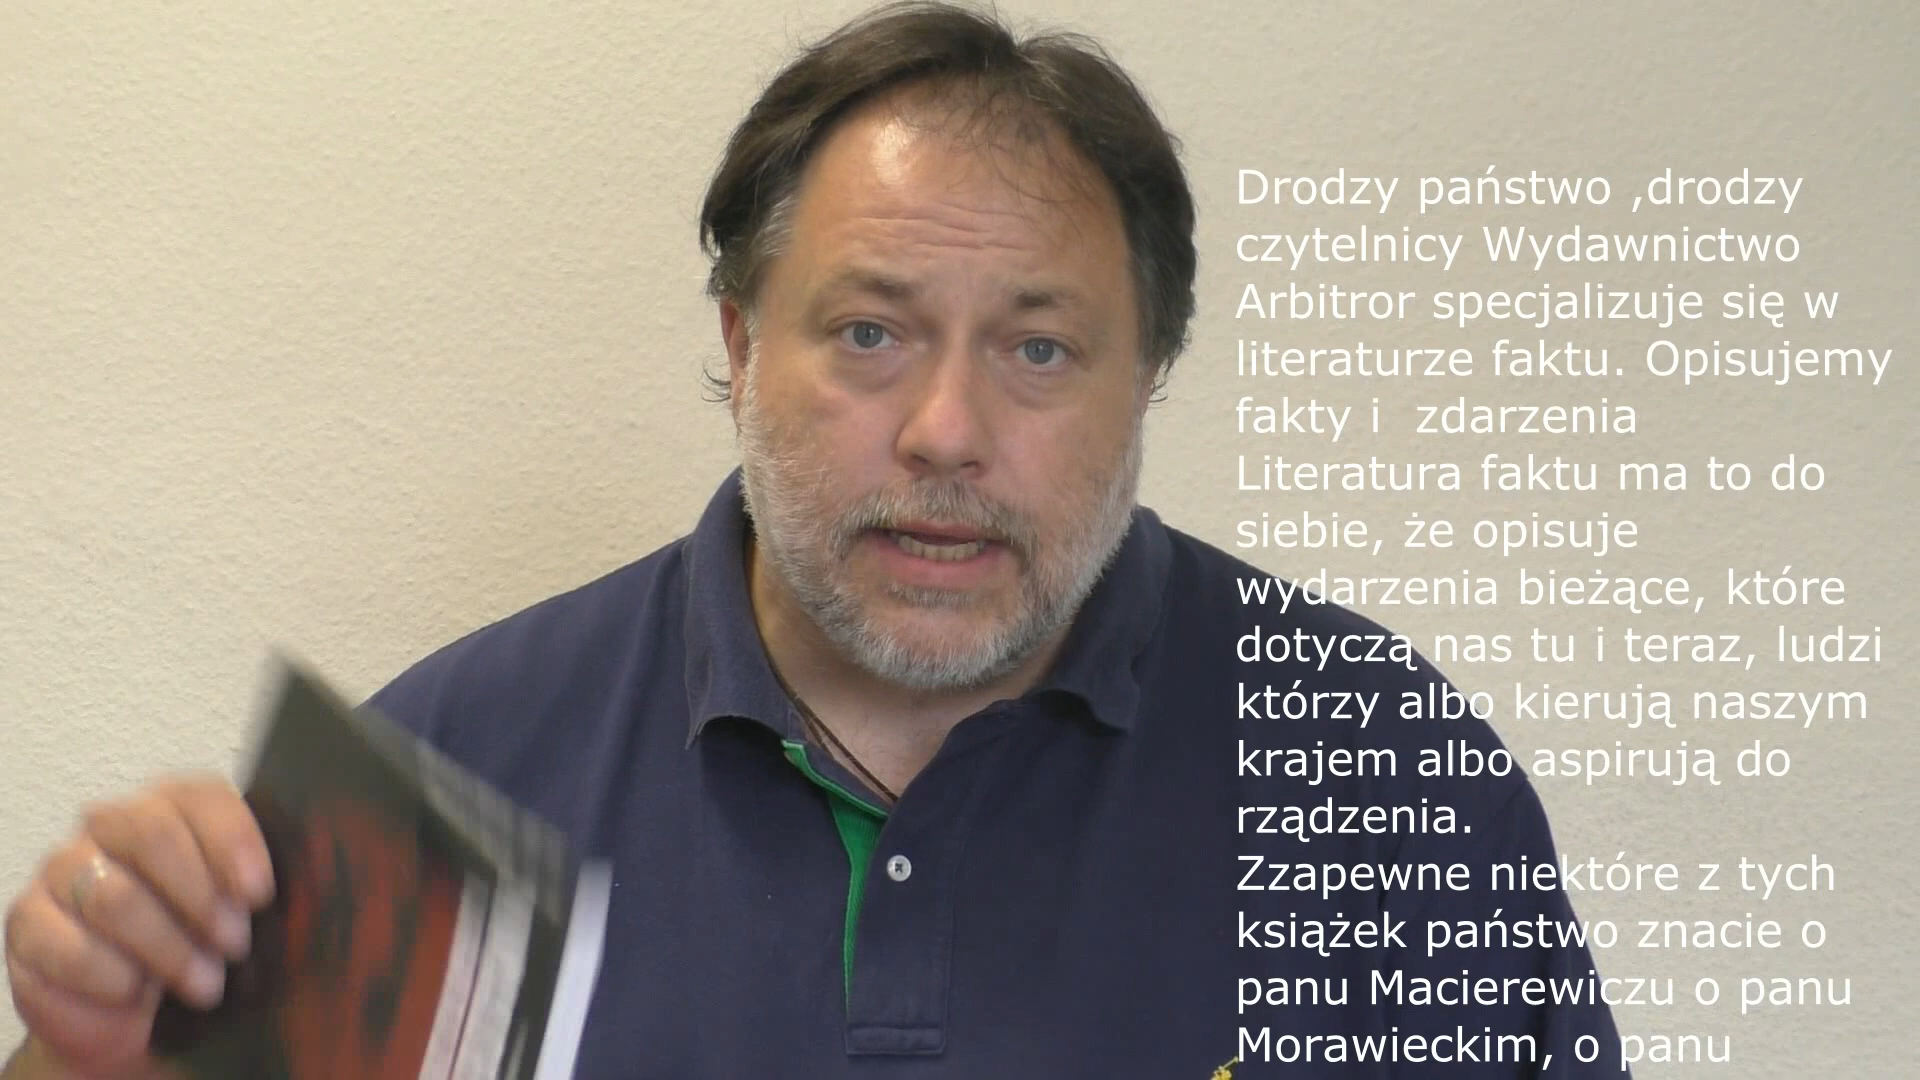 Drodzy państwo ,drodzy
czytelnicy Wydawnictwo
Arbitror specjalizuje się w
literaturze faktu. Opisujemy
fakty i  zdarzenia
Literatura faktu ma to do
siebie, że opisuje
wydarzenia bieżące, które
dotyczą nas tu i teraz, ludzi
którzy albo kierują naszym
krajem albo aspirują do
rządzenia.
Zzapewne niektóre z tych
książek państwo znacie o
panu Macierewiczu o panu
Morawieckim, o panu